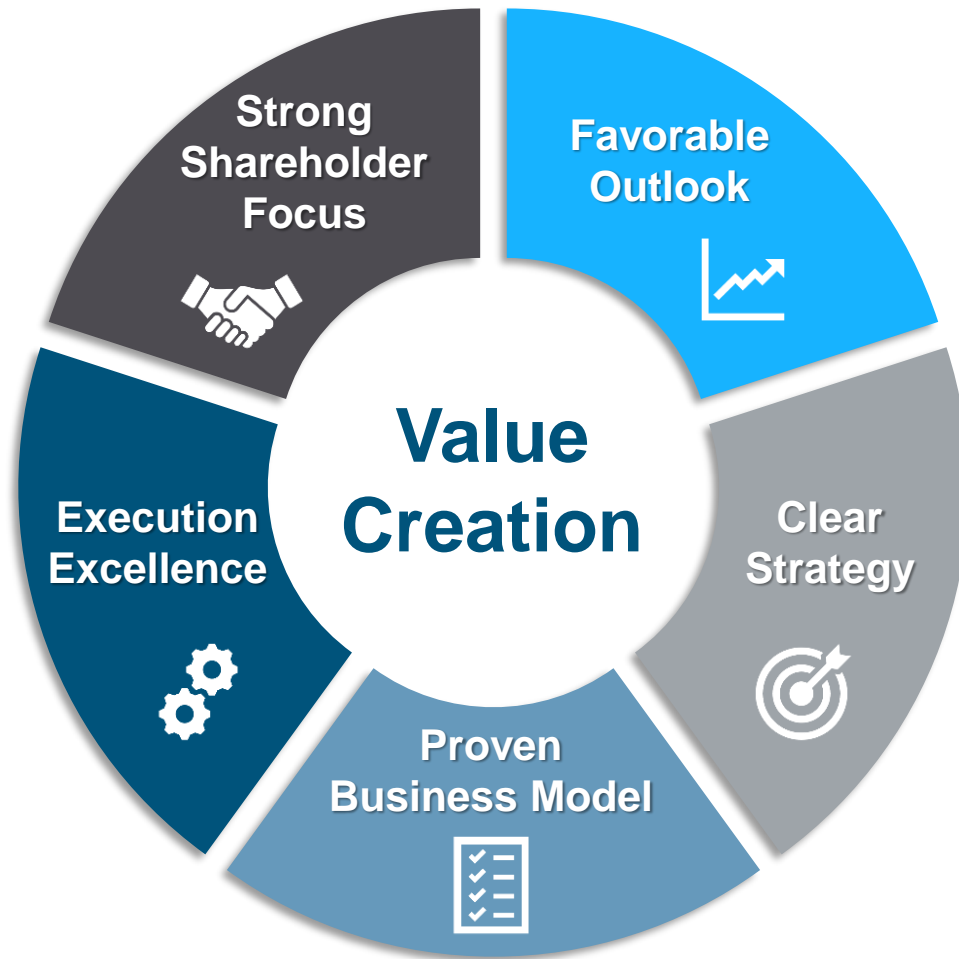 Strong
Shareholder
Focus
Favorable
Outlook
Value
Creation
Execution
Excellence
Clear
Strategy
Proven
Business Model